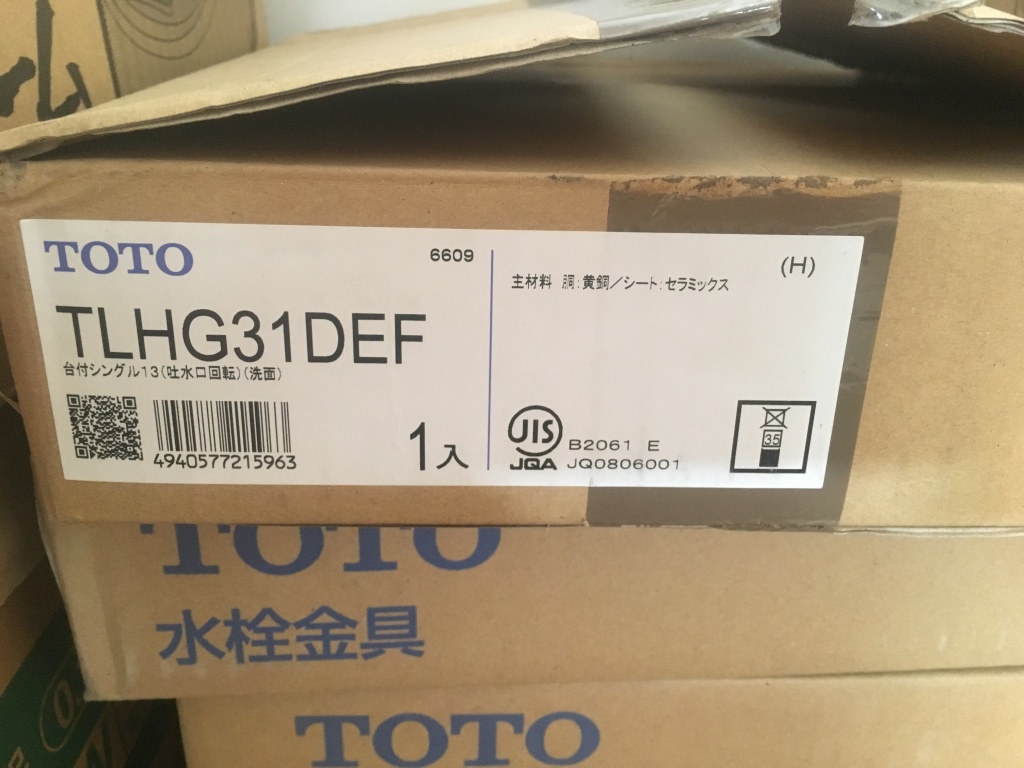 TOTO
6609
TLHG31DEF
台付シングル13(吐水口回転)(洗面)
4940577215963
1入
主材料 胴:黄銅/シート:セラミックス
(H)
JIS
JQA
B2061 E
JQ0806001
35
TOTO
水栓金具
TOTO